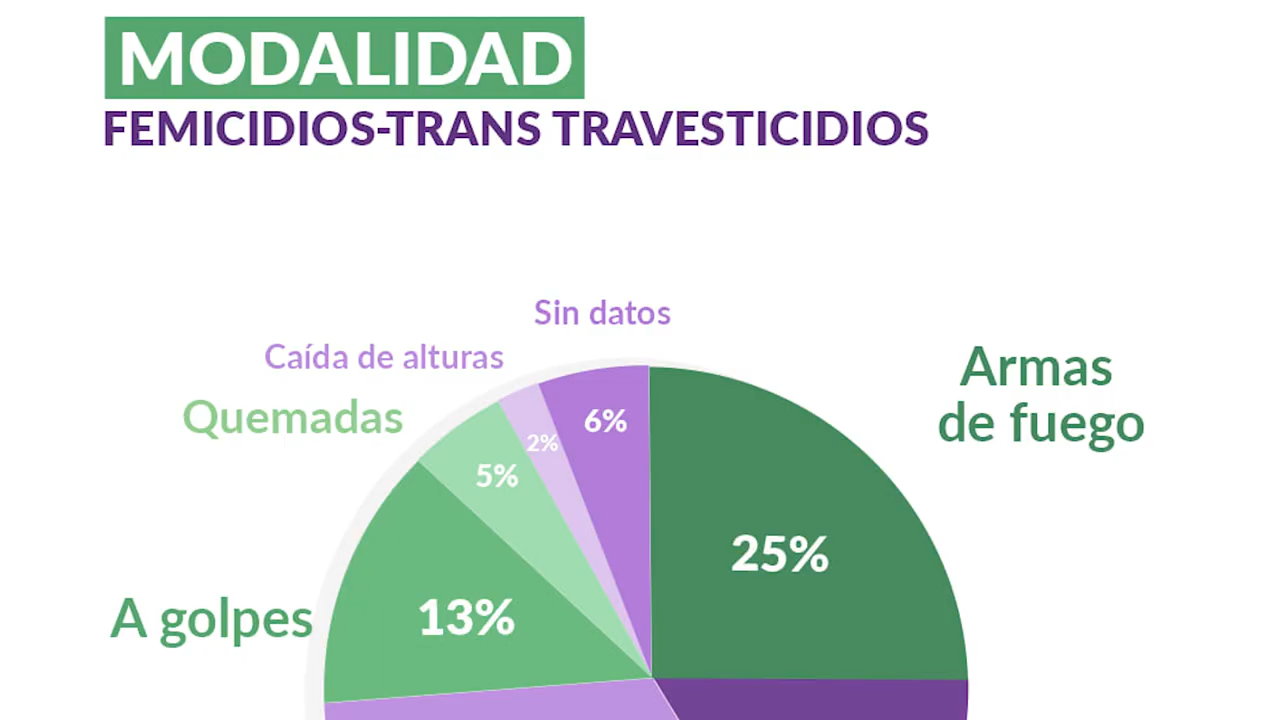 MODALIDAD
FEMICIDIOS-TRANS TRAVESTICIDIOS
Sin datos
Caída de alturas
Armas
de fuego
Quemadas
6%
2%
5%
25%
A golpes
13%